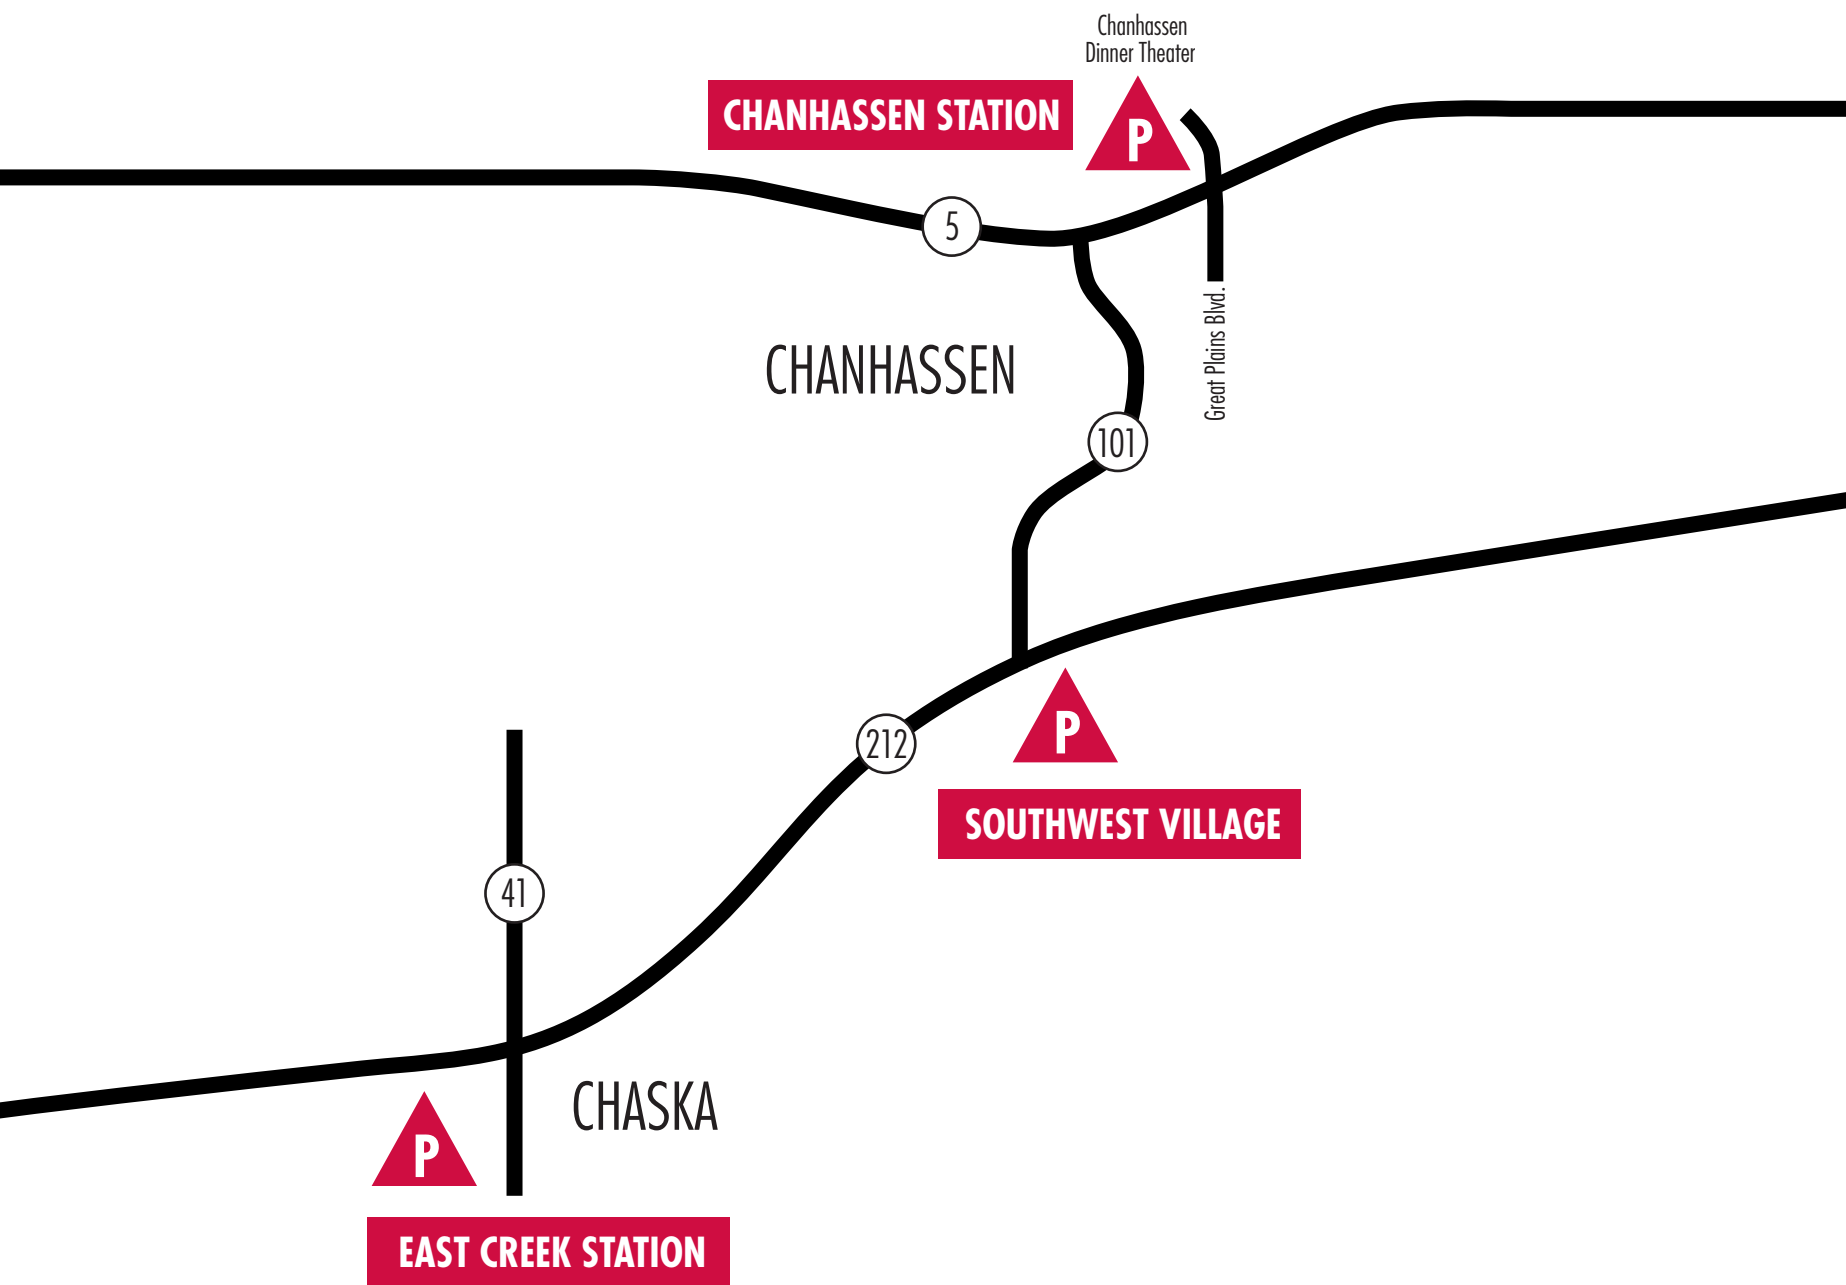 Chanhassen
Dinner Theater
CHANHASSEN STATION
P
5
Great Plains Blvd.
CHANHASSEN
101
P
212
SOUTHWEST VILLAGE
41
CHASKA
P
EAST CREEK STATION